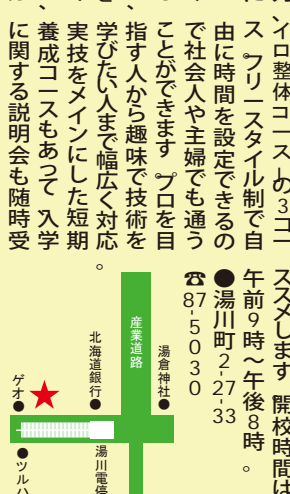 イロ整体コース」の3コー
ス。フリースタイル制で自
由に時間を設定できるの
で社会人や主婦でも通う
ことができます。プロを目
指す人から趣味で技術を
学びたい人まで幅広く対応
実技をメインにした短期
養成コースもあって、入学
に関する説明会も随時受
ススメします。開校時間は
午前9時〜午後8時。
●湯川町2-27-33
☎87-5030
産業道路
湯倉神社●
北海道銀行●
ゲオ●
★
湯川電停
●ツルハ